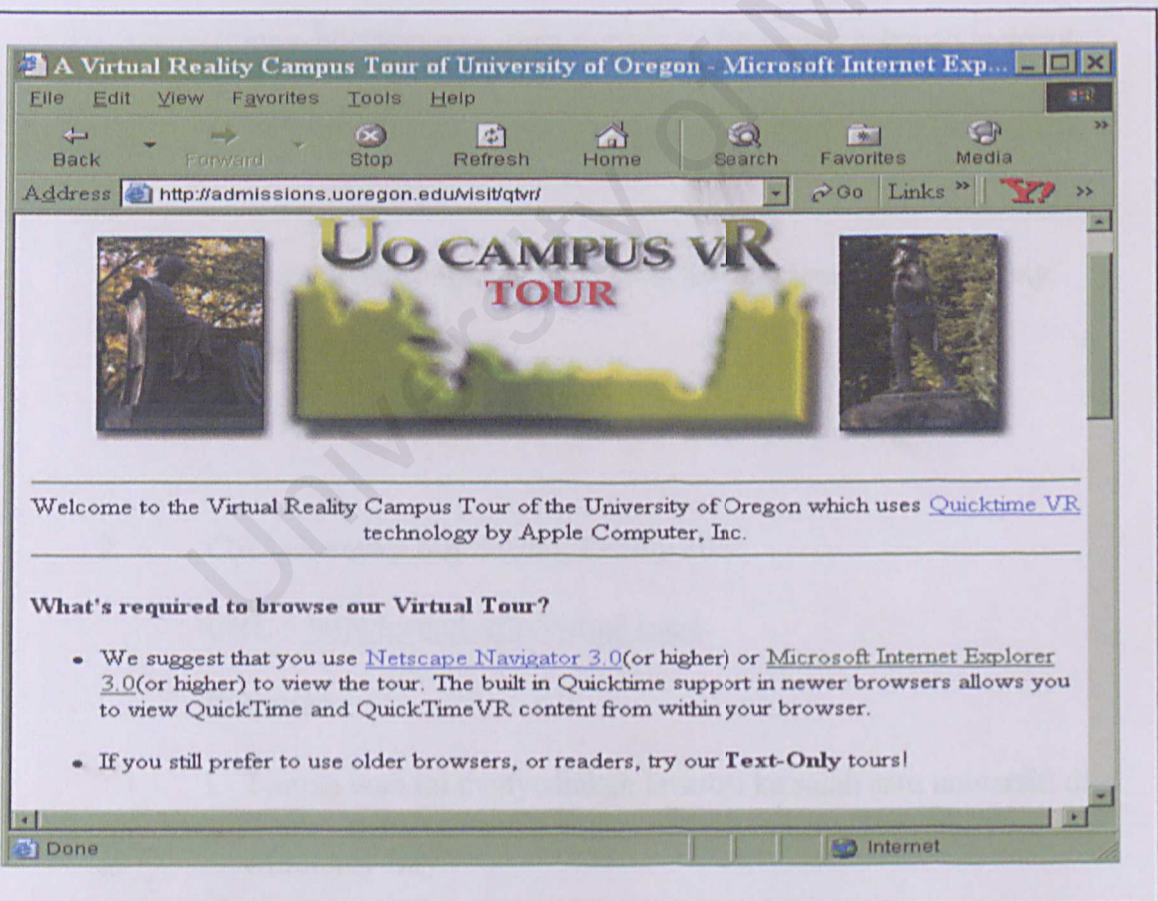 A Virtual Reality Campus Tour of University of Oregon - Microsoft Internet Exp...
File Edit View Favorites Tools Help
Back Forward Stop Refresh Home Search Favorites Media »
Address http://admissions.uoregon.edu/visit/qtvr/ Go Links » Y! »
UO CAMPUS VR
TOUR
Welcome to the Virtual Reality Campus Tour of the University of Oregon which uses Quicktime VR
technology by Apple Computer, Inc.
What's required to browse our Virtual Tour?
• We suggest that you use Netscape Navigator 3.0(or higher) or Microsoft Internet Explorer
3.0(or higher) to view the tour. The built in Quicktime support in newer browsers allows you
to view QuickTime and QuickTimeVR content from within your browser.
• If you still prefer to use older browsers, or readers, try our Text-Only tours!
Done Internet
University of M